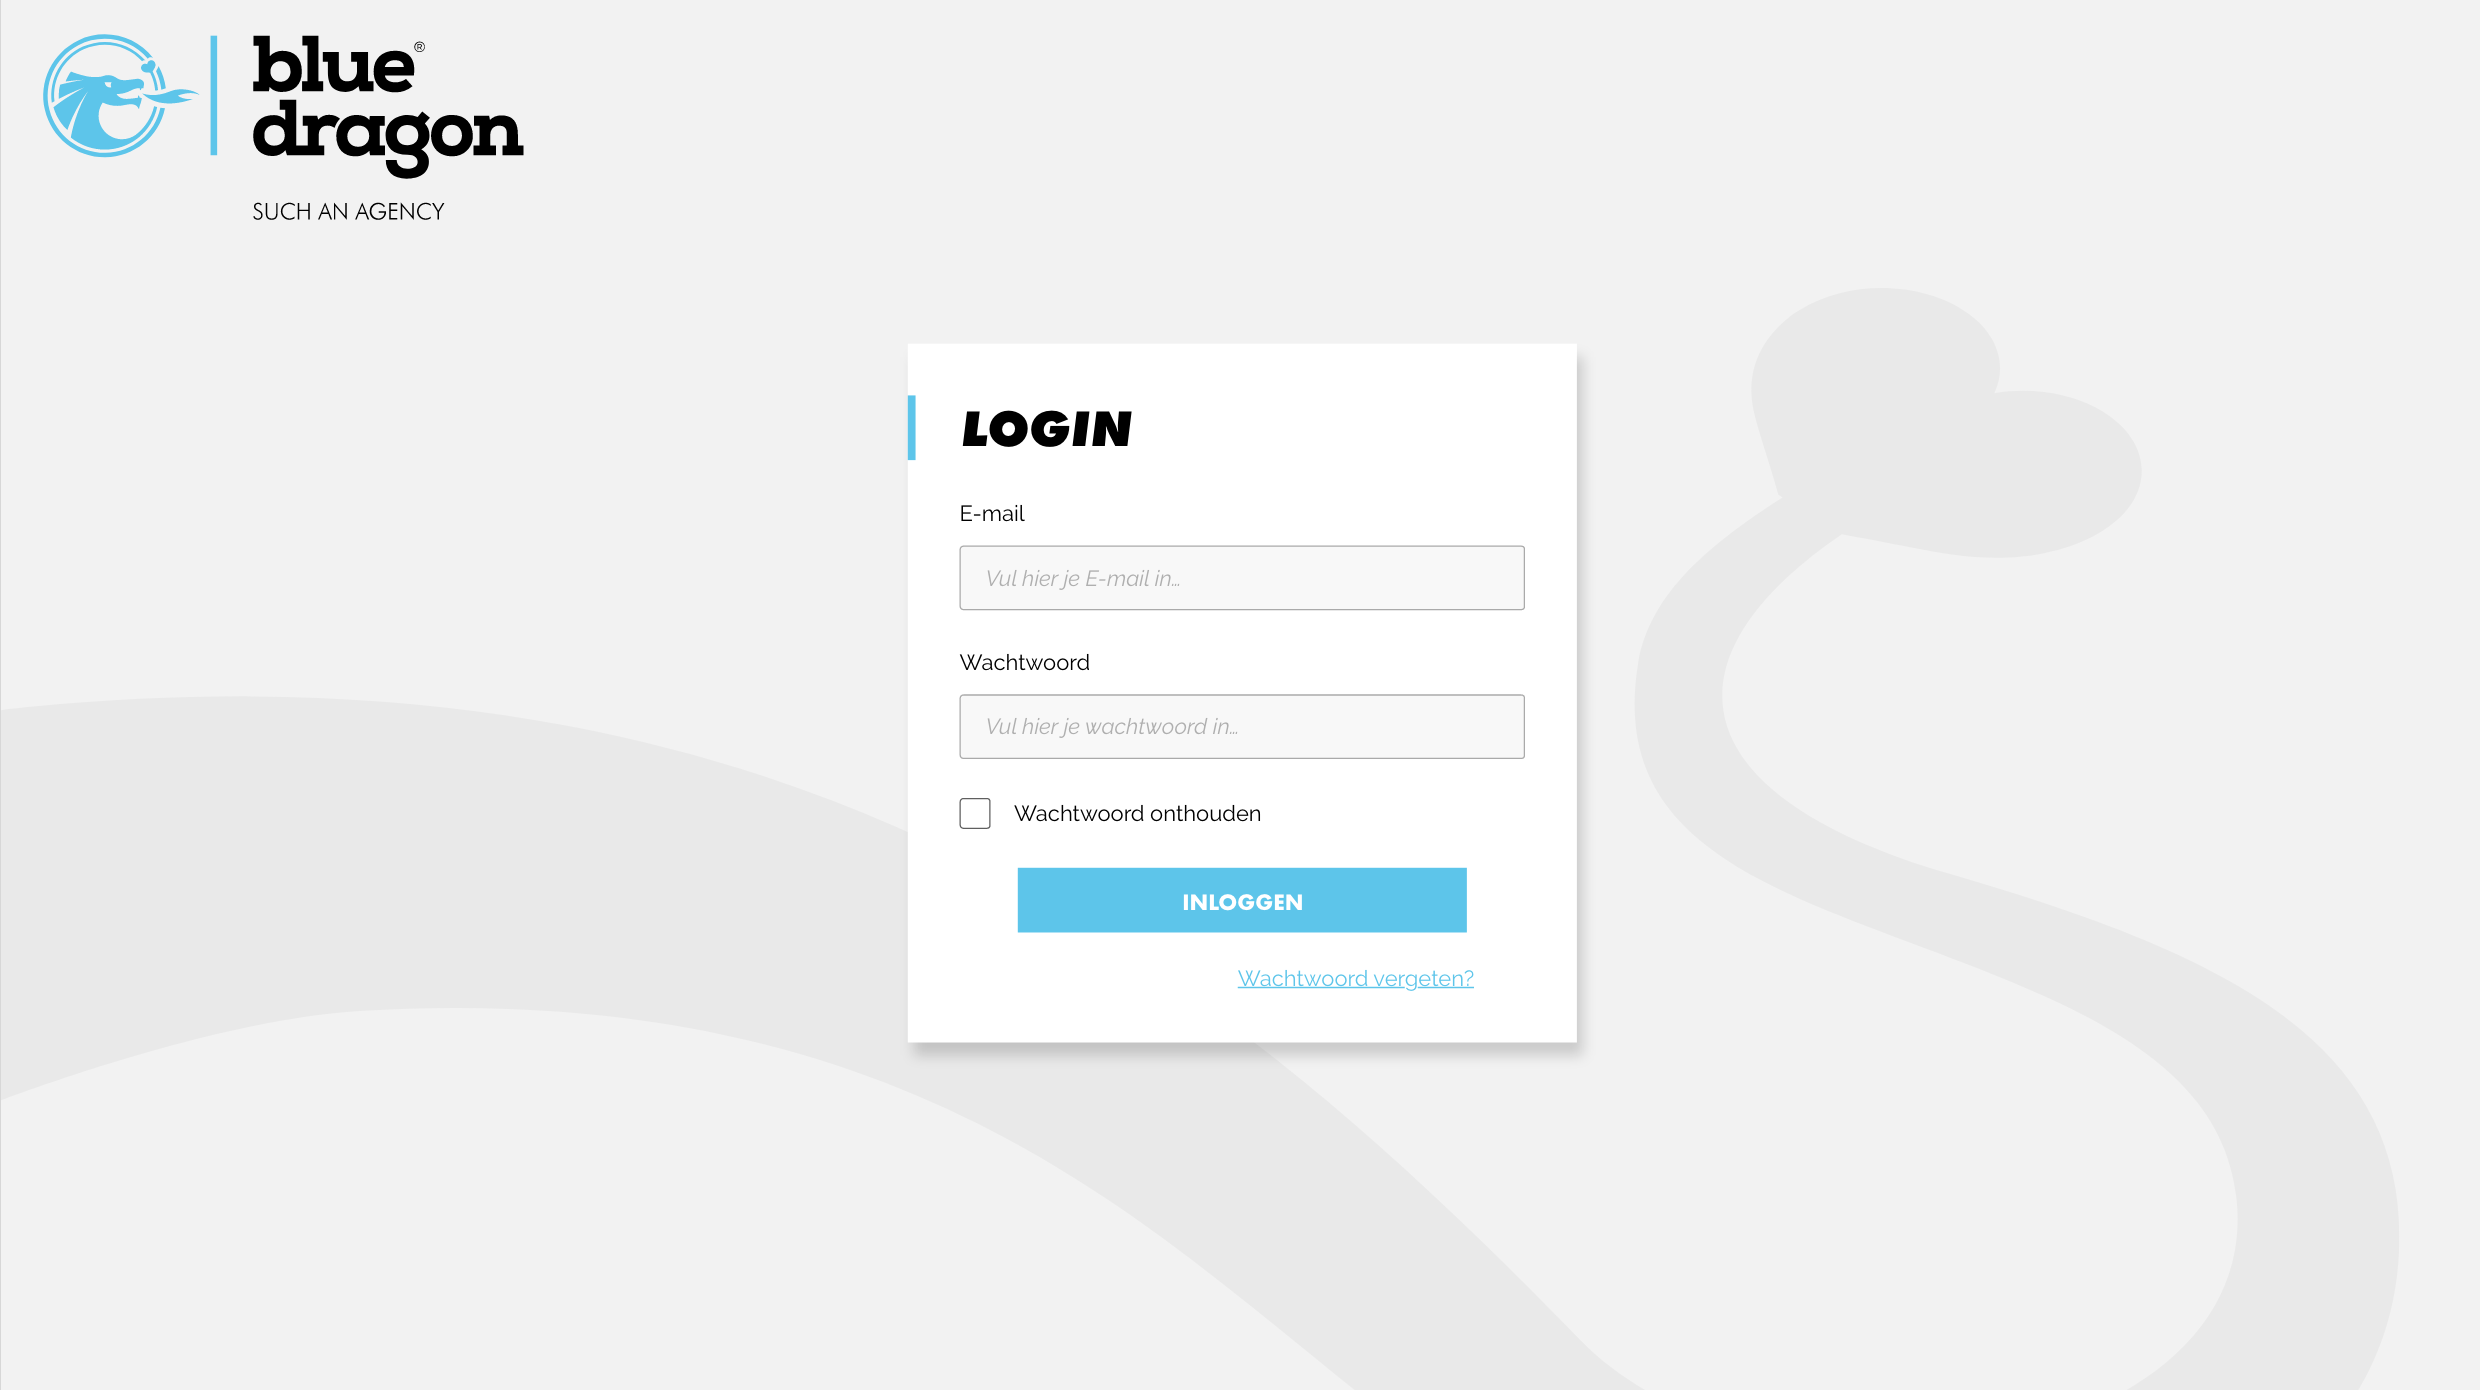 blue®
dragon
SUCH AN AGENCY
LOGIN
E-mail
Vul hier je E-mail in...
Wachtwoord
Vul hier je wachtwoord in...
Wachtwoord onthouden
INLOGGEN
Wachtwoord vergeten?